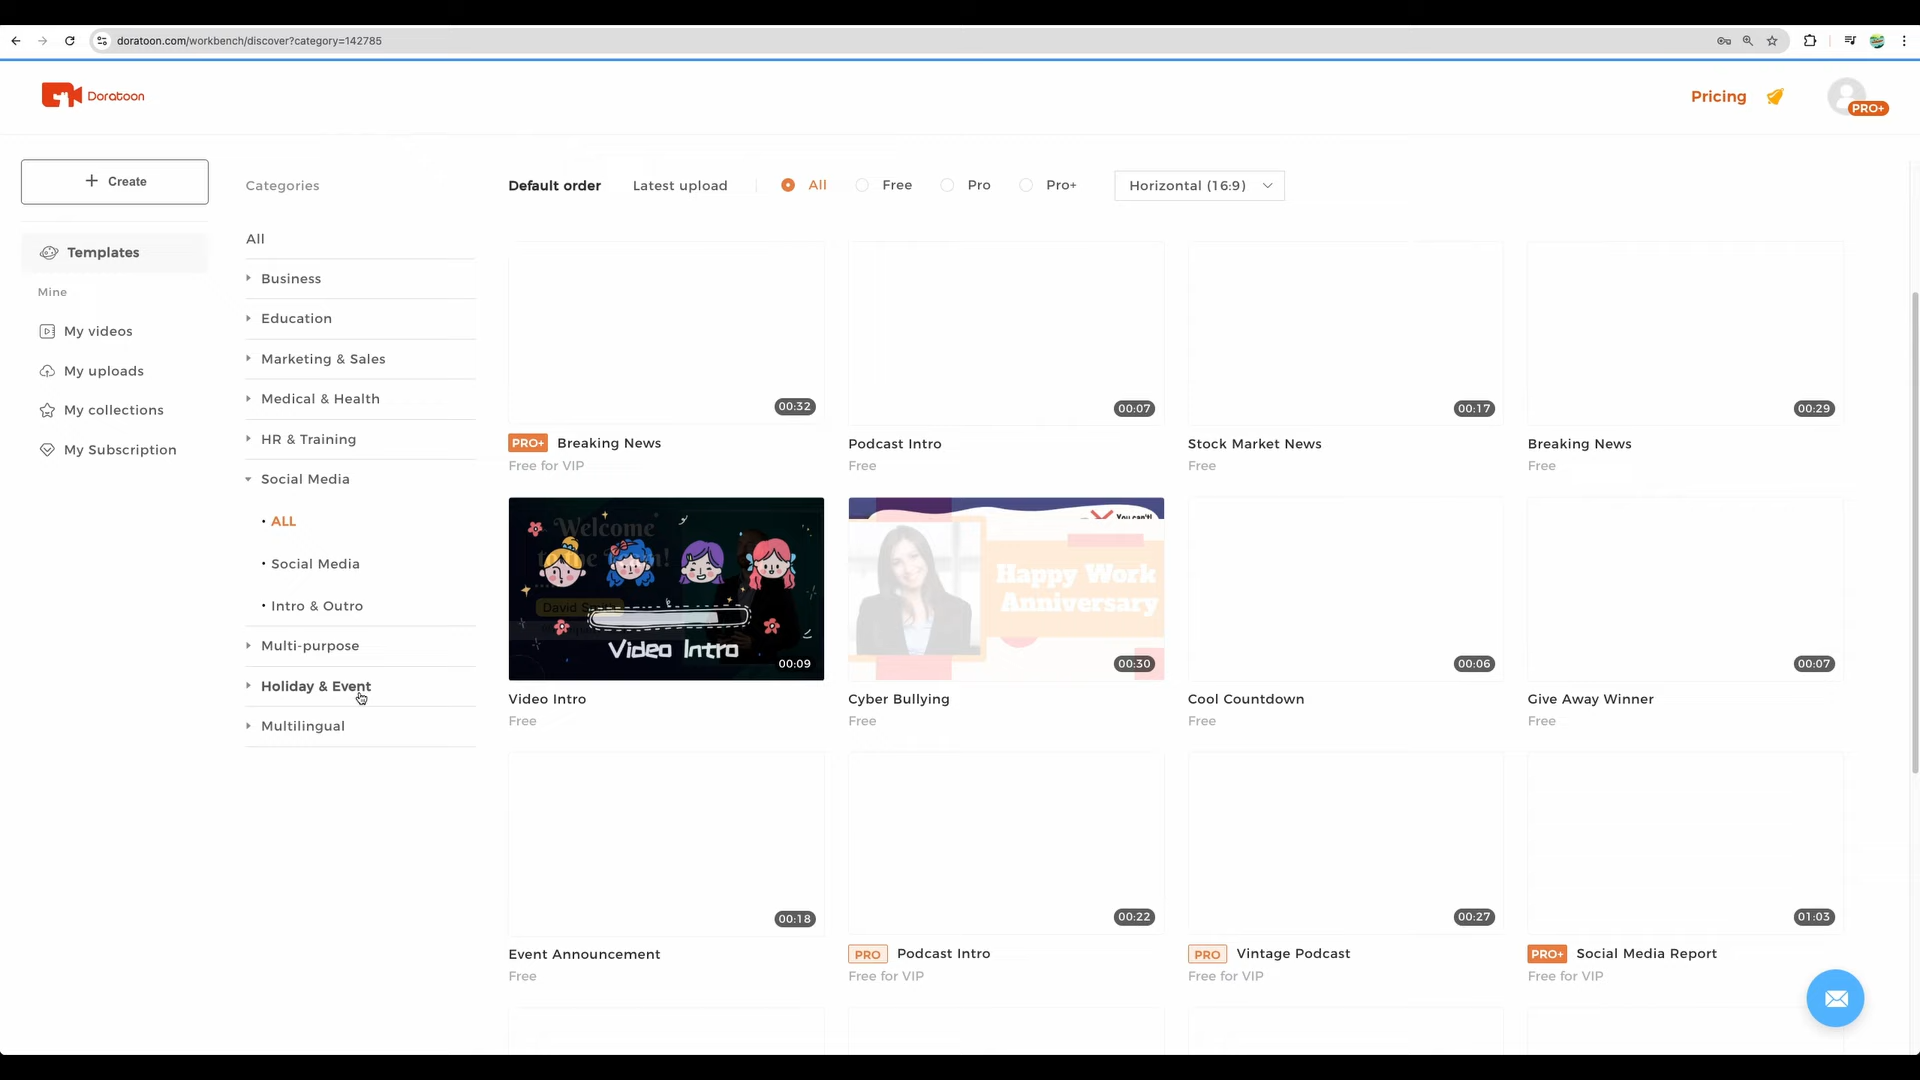 doratoon.com/workbench/discover?category=142785
Doratoon
Pricing
PRO+
+ Create
Templates
Mine
My videos
My uploads
My collections
My Subscription
Categories
All
Business
Education
Marketing & Sales
Medical & Health
HR & Training
Social Media
• ALL
• Social Media
• Intro & Outro
Multi-purpose
Holiday & Event
Multilingual
Default order Latest upload All Free Pro Pro+ Horizontal (16:9)
00:32
PRO+ Breaking News
Free for VIP
00:07
Podcast Intro
Free
00:17
Stock Market News
Free
00:29
Breaking News
Free
Welcome
to the
Video Intro
00:09
Video Intro
Free
You can't!
Happy Work
Anniversary
00:30
Cyber Bullying
Free
00:06
Cool Countdown
Free
00:07
Give Away Winner
Free
00:18
Event Announcement
Free
00:22
PRO Podcast Intro
Free for VIP
00:27
PRO Vintage Podcast
Free for VIP
01:03
PRO+ Social Media Report
Free for VIP